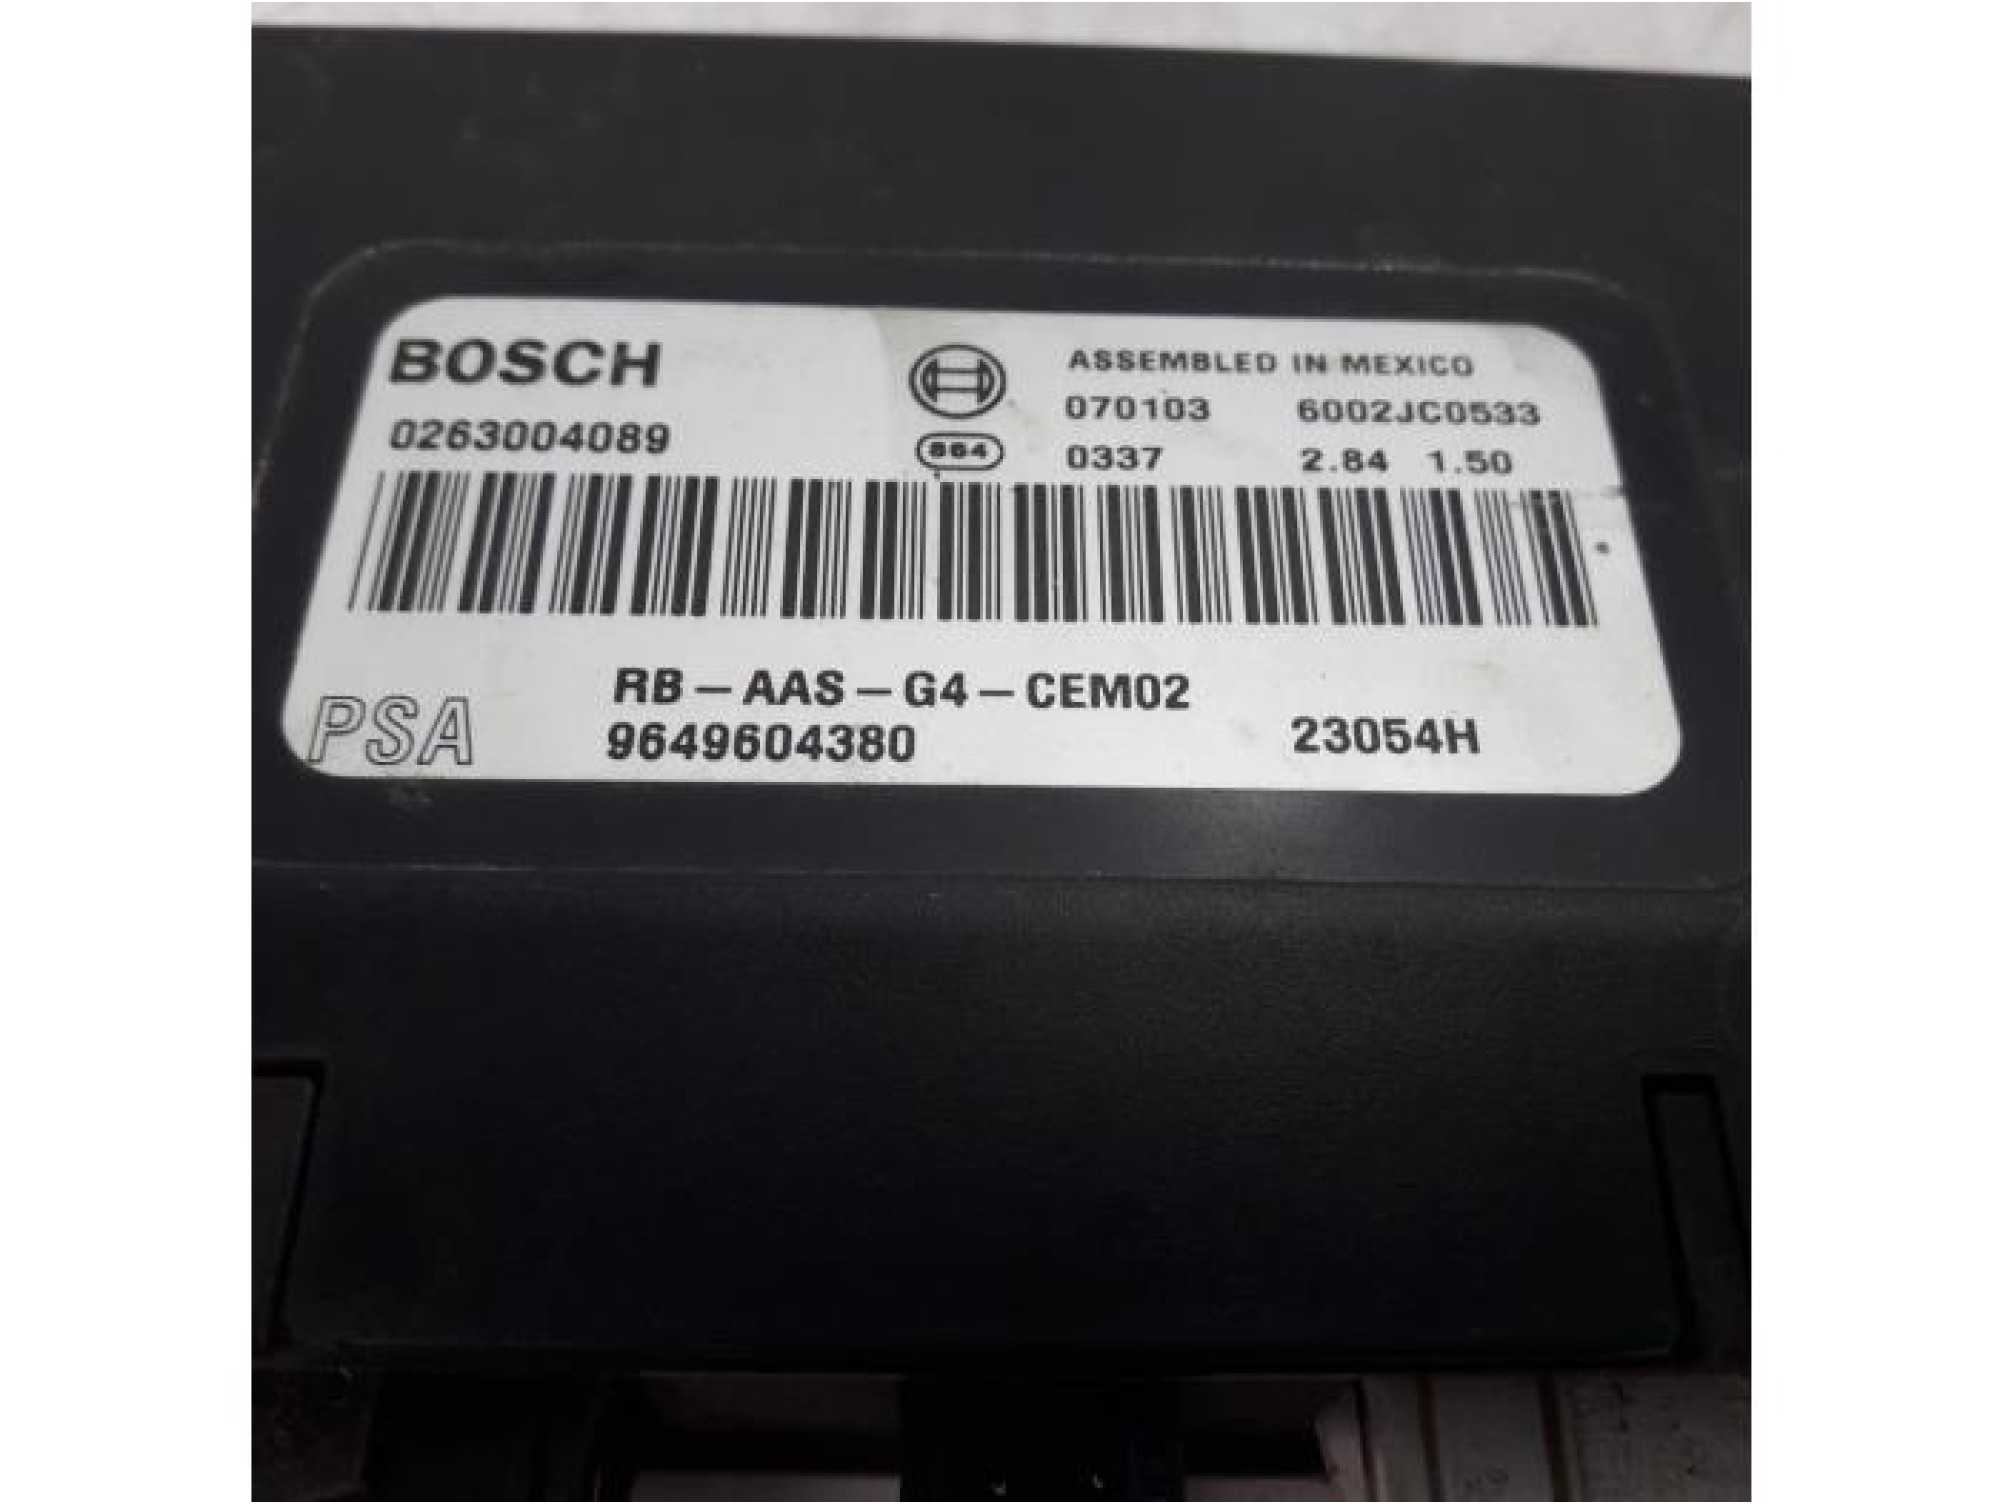 BOSCH
0263004089
864
ASSEMBLED IN MEXICO
070103 6002JC0533
0337 2.84 1.50
RB-AAS-G4-CEM02
PSA 9649604380 23054H